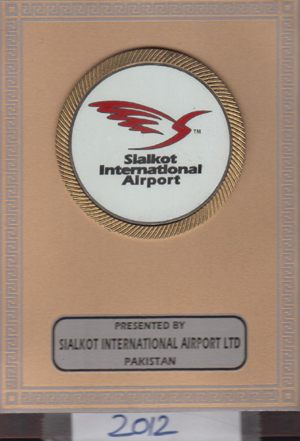 TM
Sialkot
International
Airport
PRESENTED BY
SIALKOT INTERNATIONAL AIRPORT LTD
PAKISTAN
2012